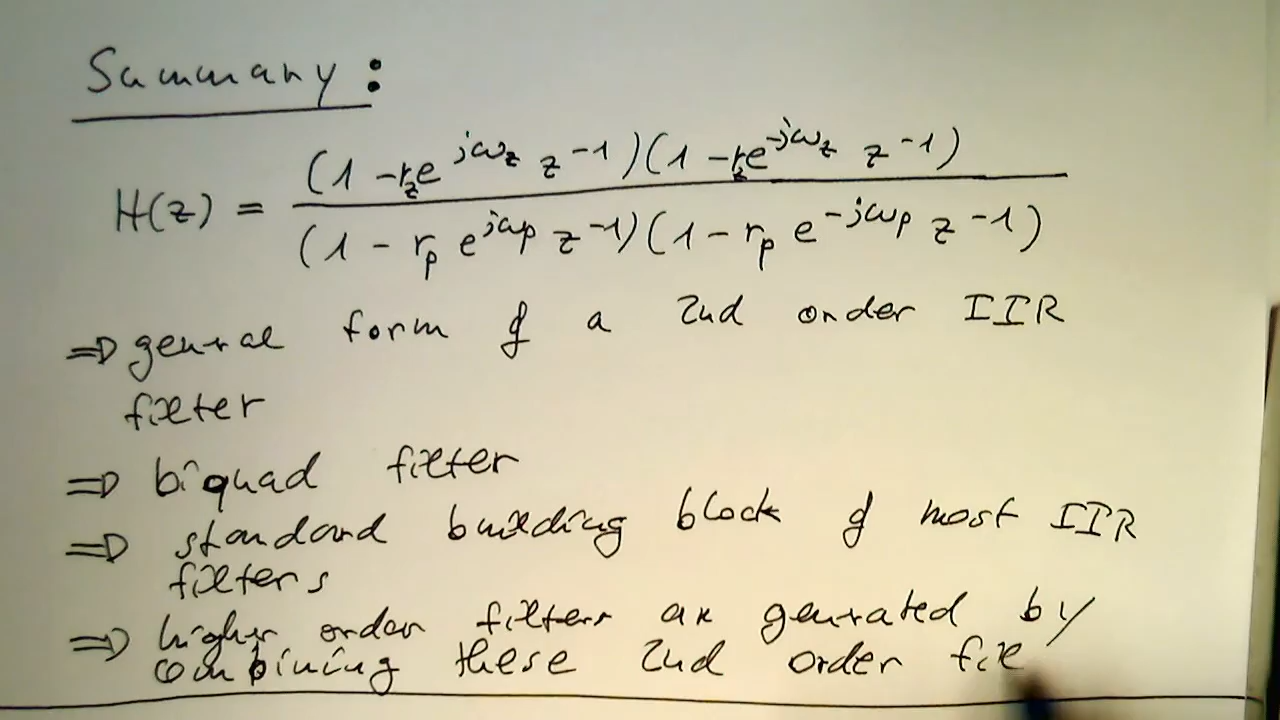 Summary:
H(z) = (1 - r_z e^{jω_z} z^{-1})(1 - r_z e^{-jω_z} z^{-1}) / (1 - r_p e^{jω_p} z^{-1})(1 - r_p e^{-jω_p} z^{-1})
⇒ general form of a 2nd order IIR
filter
⇒ biquad filter
⇒ standard building block of most IIR
filters
⇒ higher order filters are generated by
combining these 2nd order fil